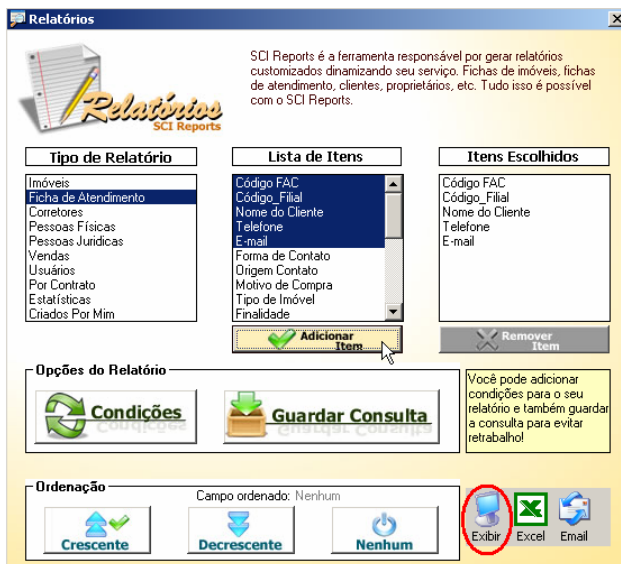 Relatórios
SCI Reports é a ferramenta responsável por gerar relatórios
customizados dinamizando seu serviço. Fichas de imóveis, fichas
de atendimento, clientes, proprietários, etc. Tudo isso é possível
com o SCI Reports.
Relatórios
SCI Reports
Tipo de Relatório
Imóveis
Ficha de Atendimento
Corretores
Pessoas Físicas
Pessoas Juridicas
Vendas
Usuários
Por Contrato
Estatísticas
Criados Por Mim
Lista de Itens
Código FAC
Código_Filial
Nome do Cliente
Telefone
E-mail
Forma de Contato
Origem Contato
Motivo de Compra
Tipo de Imóvel
Finalidade
Adicionar
Item
Itens Escolhidos
Código FAC
Código_Filial
Nome do Cliente
Telefone
E-mail
Remover
Item
Opções do Relatório
Condições
Guardar Consulta
Você pode adicionar
condições para o seu
relatório e também guardar
a consulta para evitar
retrabalho!
Ordenação
Campo ordenado: Nenhum
Crescente
Decrescente
Nenhum
Exibir
Excel
Email